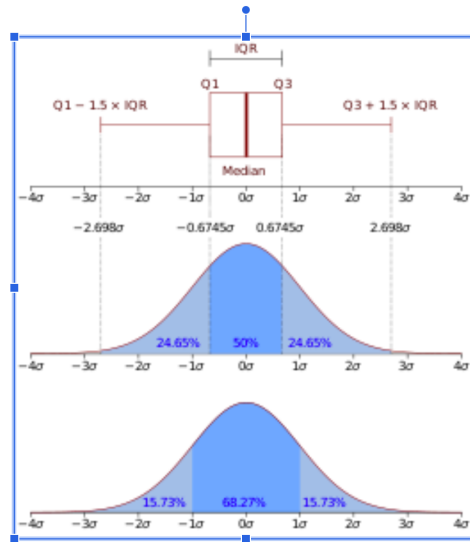 IQR
Q1 Q3
Q1 − 1.5 × IQR Q3 + 1.5 × IQR
Median
−4σ −3σ −2σ −1σ 0σ 1σ 2σ 3σ 4σ
−2.698σ −0.6745σ 0.6745σ 2.698σ
24.65% 50% 24.65%
−4σ −3σ −2σ −1σ 0σ 1σ 2σ 3σ 4σ
15.73% 68.27% 15.73%
−4σ −3σ −2σ −1σ 0σ 1σ 2σ 3σ 4σ